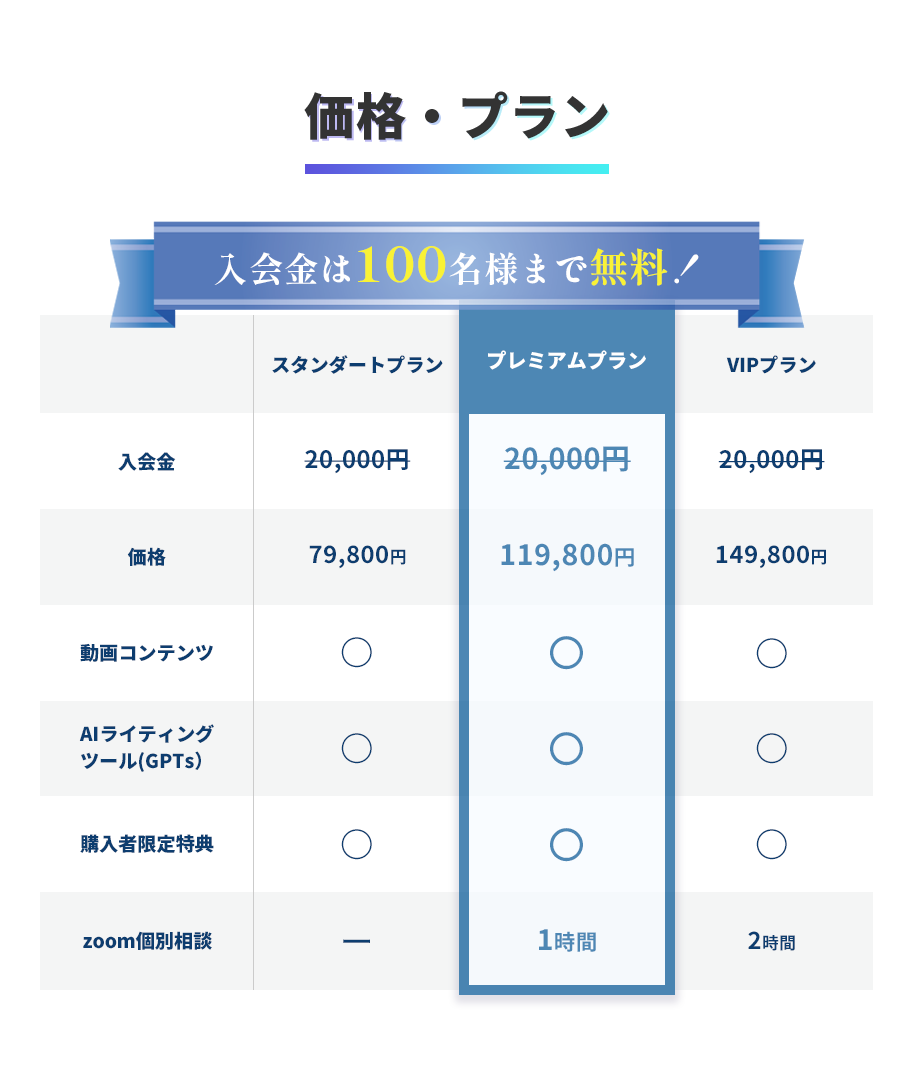 価格・プラン
入会金は100名様まで無料！
スタンダートプラン プレミアムプラン VIPプラン
入会金 20,000円 20,000円 20,000円
価格 79,800円 119,800円 149,800円
動画コンテンツ ○ ○ ○
AIライティング
ツール(GPTs） ○ ○ ○
購入者限定特典 ○ ○ ○
zoom個別相談 ー 1時間 2時間